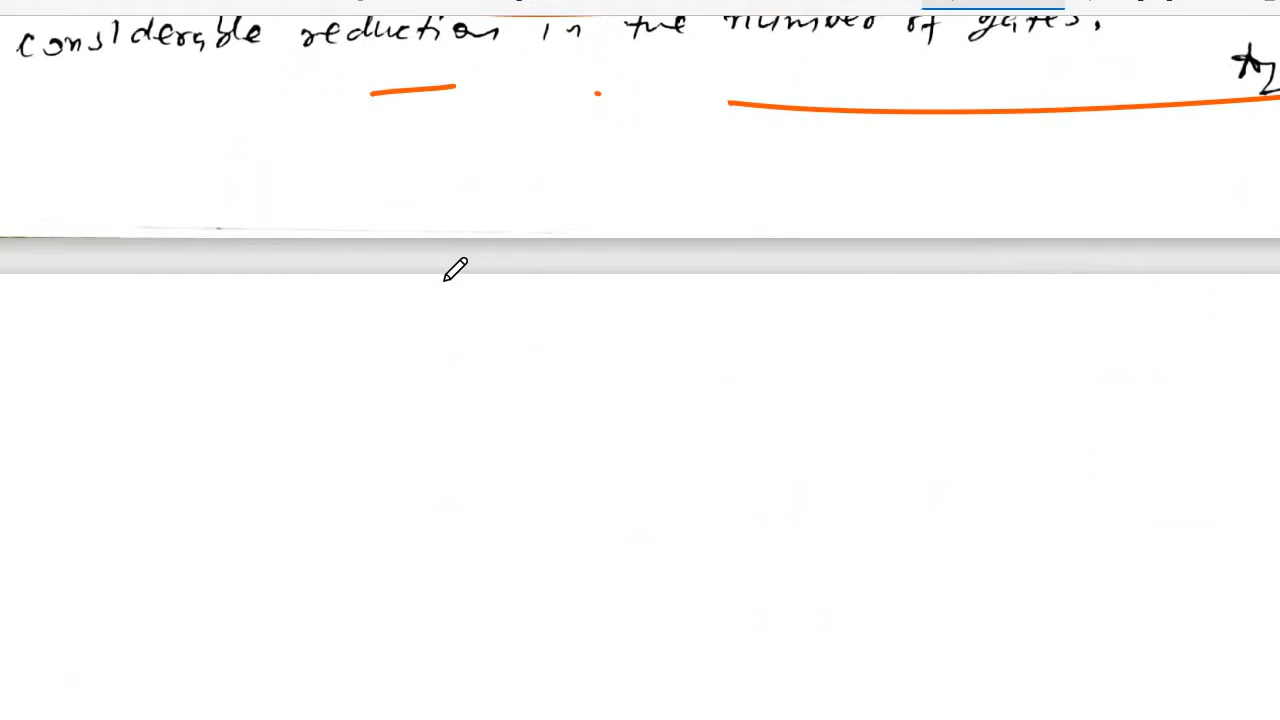 considerable reduction in the number of gates.